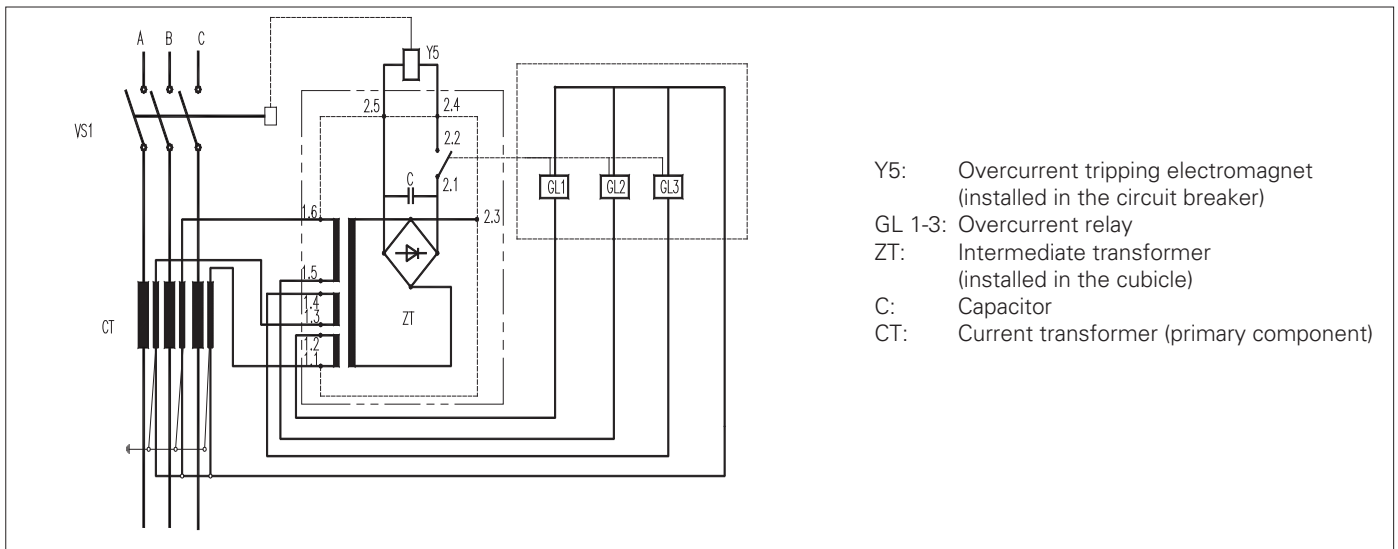 A B C
Y5
2.5 2.4
VS1
2.2
C
2.1
GL1 GL2 GL3
1.6
2.3
1.5
1.4
1.3
CT
ZT
1.2
1.1
Y5: Overcurrent tripping electromagnet
(installed in the circuit breaker)
GL 1-3: Overcurrent relay
ZT: Intermediate transformer
(installed in the cubicle)
C: Capacitor
CT: Current transformer (primary component)